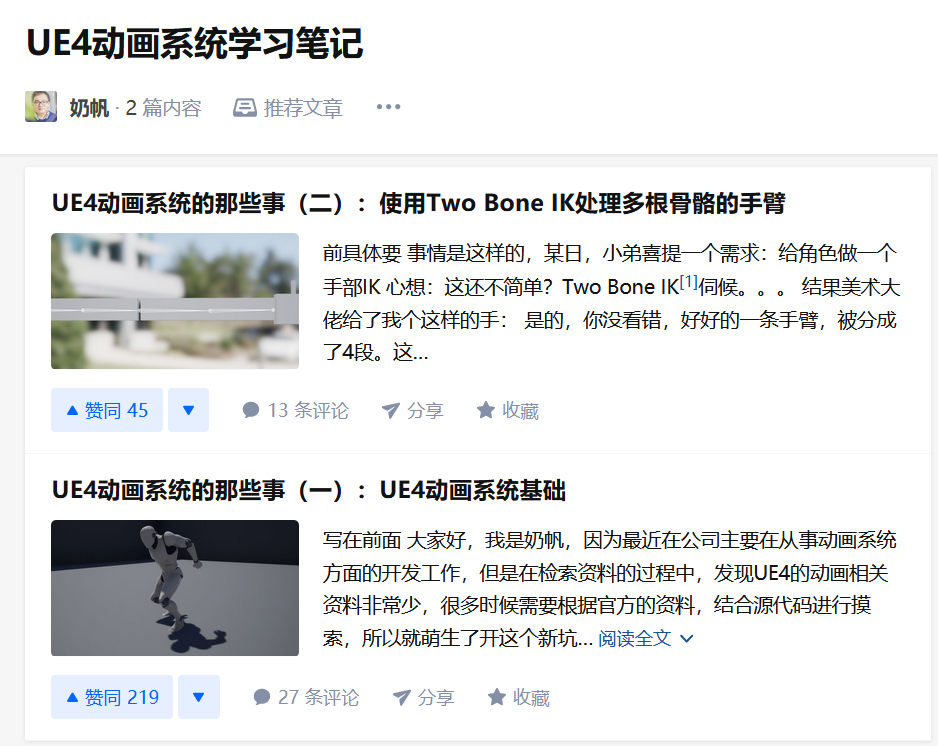 UE4动画系统学习笔记
奶帆 · 2 篇内容 推荐文章
UE4动画系统的那些事（二）：使用Two Bone IK处理多根骨骼的手臂
前具体要 事情是这样的，某日，小弟喜提一个需求：给角色做一个
手部IK 心想：这还不简单？Two Bone IK[1]伺候。。。 结果美术大
佬给了我个这样的手： 是的，你没看错，好好的一条手臂，被分成
了4段。这...
赞同 45 13 条评论 分享 收藏
UE4动画系统的那些事（一）：UE4动画系统基础
写在前面 大家好，我是奶帆，因为最近在公司主要在从事动画系统
方面的开发工作，但是在检索资料的过程中，发现UE4的动画相关
资料非常少，很多时候需要根据官方的资料，结合源代码进行摸
索，所以就萌生了开这个新坑... 阅读全文
赞同 219 27 条评论 分享 收藏